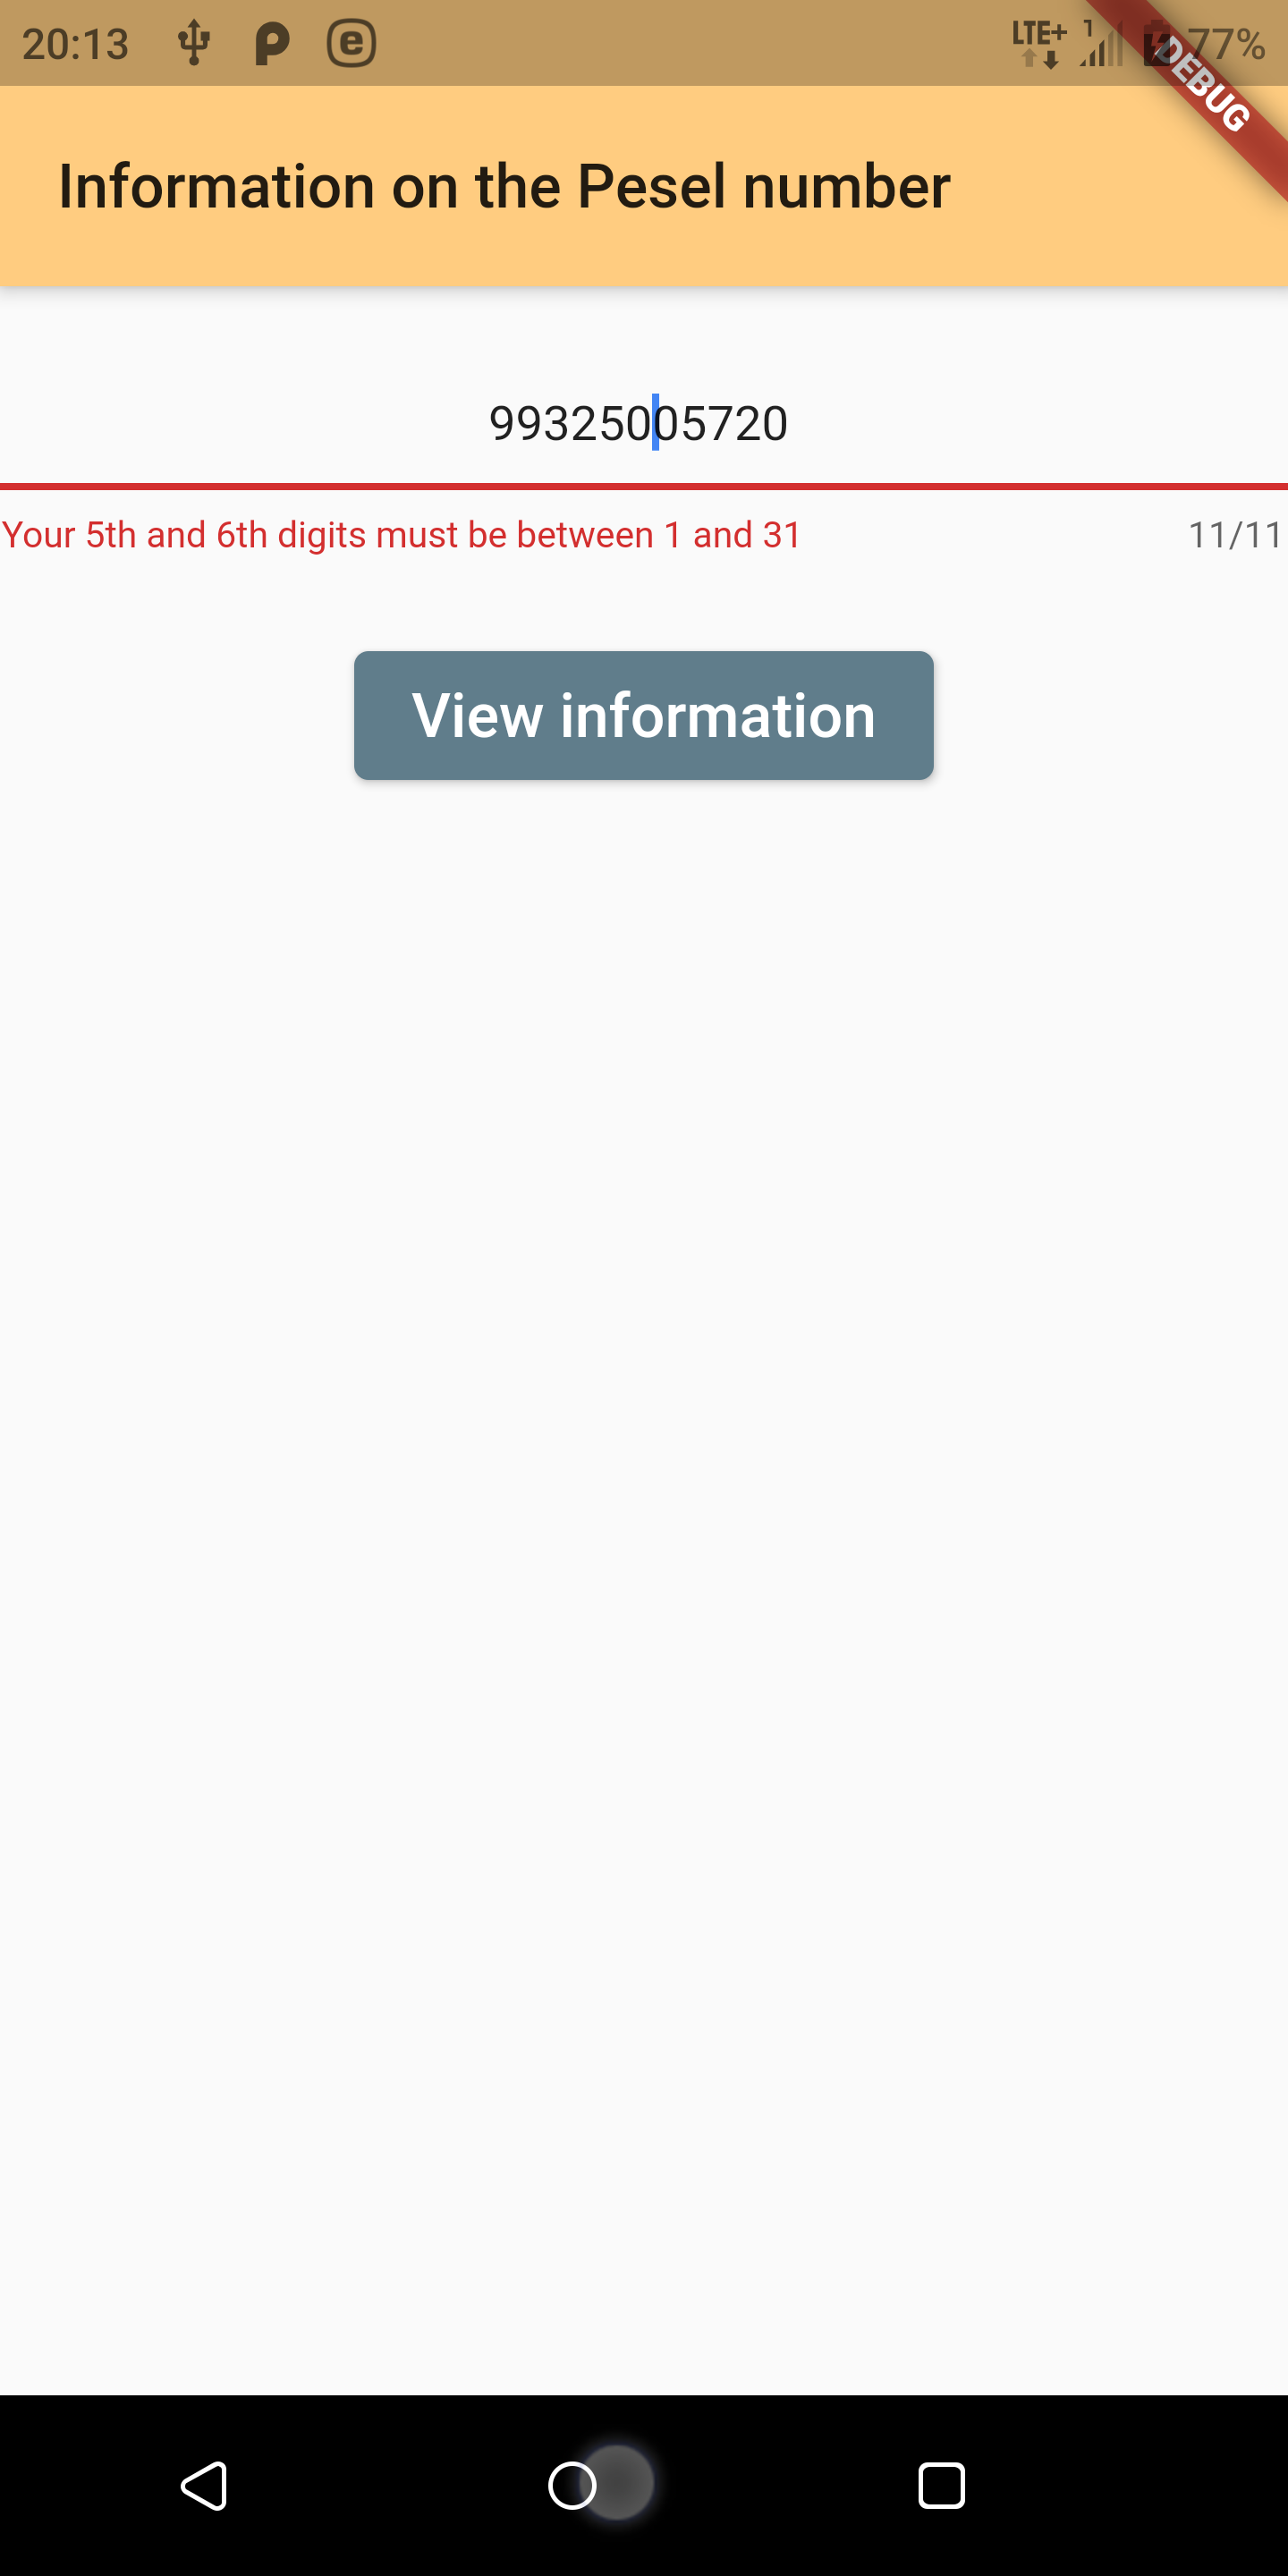 20:13
LTE+ 1 77%
DEBUG
Information on the Pesel number
99325005720
Your 5th and 6th digits must be between 1 and 31 11/11
View information